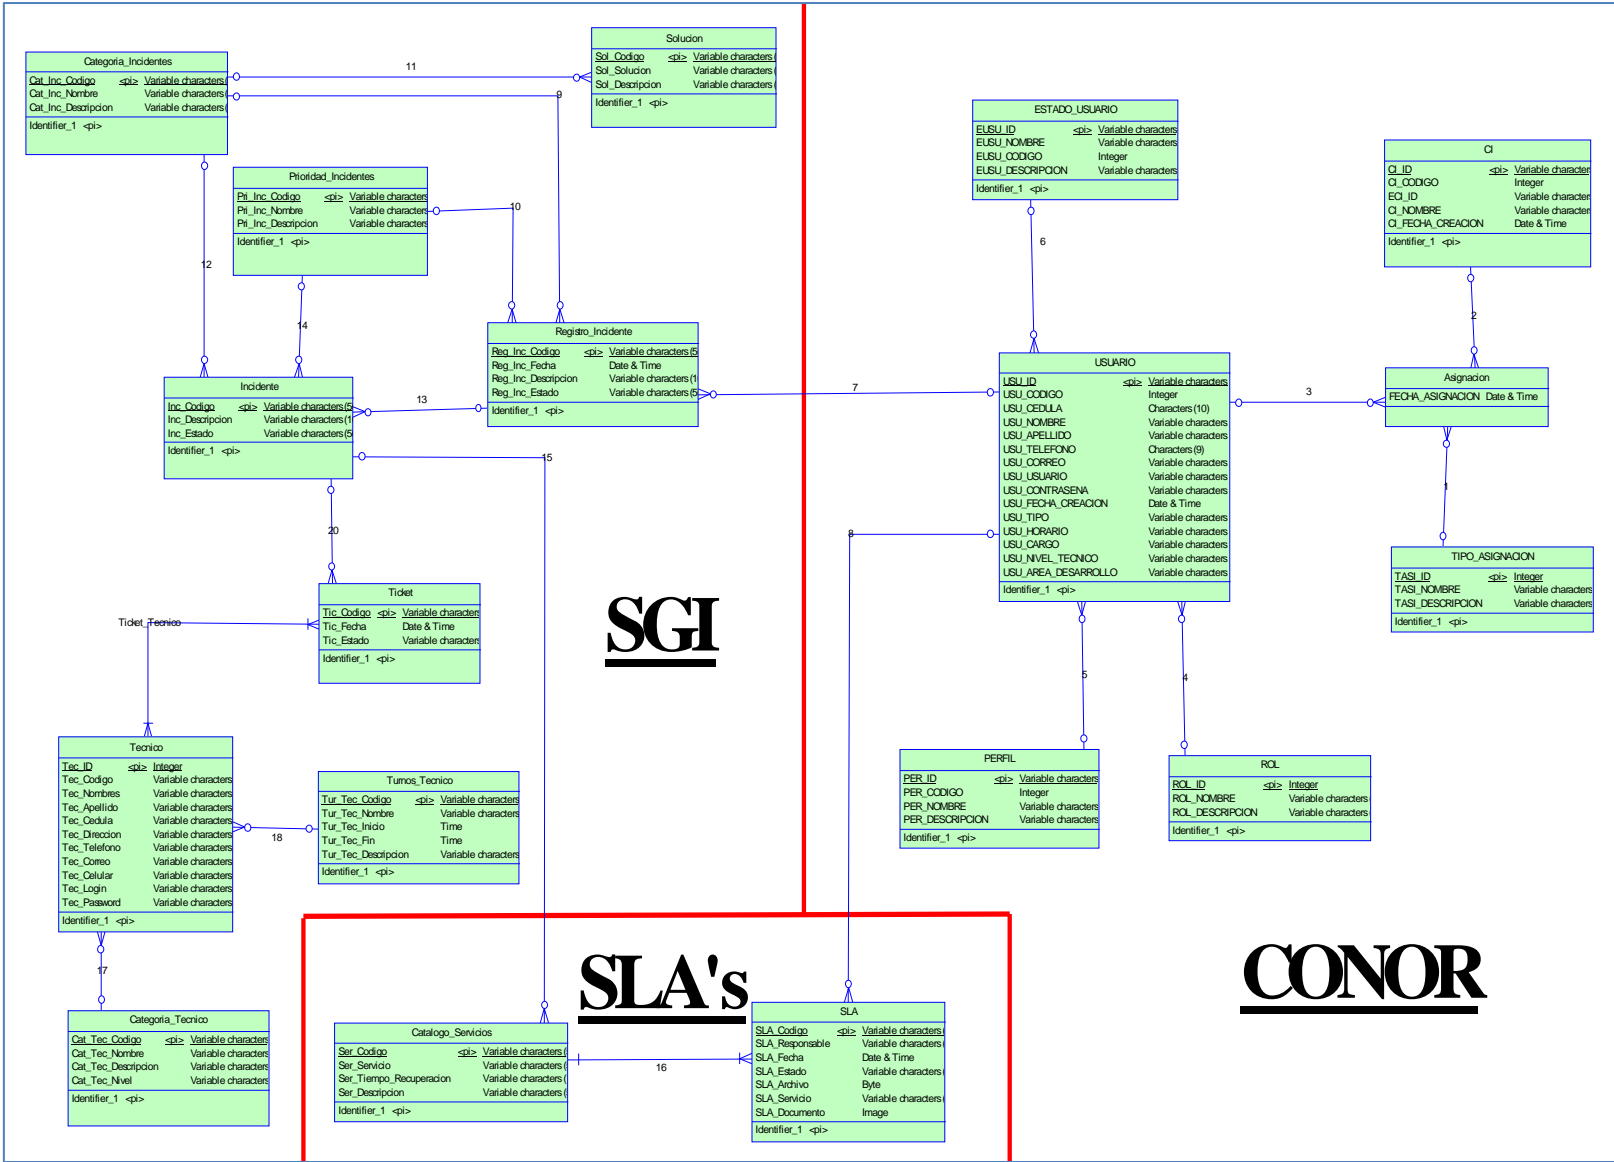 Categoria_Incidentes
Cat_Inc_Codigo <pi> Variable characters(
Cat_Inc_Nombre Variable characters(
Cat_Inc_Descripcion Variable characters(
Identifier_1 <pi>
11
9
Solucion
Sol_Codigo <pi> Variable characters(
Sol_Solucion Variable characters(
Sol_Descripcion Variable characters(
Identifier_1 <pi>
12
Prioridad_Incidentes
Pri_Inc_Codigo <pi> Variable characters
Pri_Inc_Nombre Variable characters
Pri_Inc_Descripcion Variable characters
Identifier_1 <pi>
10
14
Registro_Incidente
Reg_Inc_Codigo <pi> Variable characters(5
Reg_Inc_Fecha Date & Time
Reg_Inc_Descripcion Variable characters(1
Reg_Inc_Estado Variable characters(5
Identifier_1 <pi>
Incidente
Inc_Codigo <pi> Variable characters(5
Inc_Descripcion Variable characters(1
Inc_Estado Variable characters(5
Identifier_1 <pi>
13
15
20
7
Ticket
Tic_Codigo <pi> Variable characters
Tic_Fecha Date & Time
Tic_Estado Variable characters
Identifier_1 <pi>
Ticket_Tecnico
SGI
Tecnico
Tec_ID <pi> Integer
Tec_Codigo Variable characters
Tec_Nombres Variable characters
Tec_Apellido Variable characters
Tec_Cedula Variable characters
Tec_Direccion Variable characters
Tec_Telefono Variable characters
Tec_Correo Variable characters
Tec_Celular Variable characters
Tec_Login Variable characters
Tec_Password Variable characters
Identifier_1 <pi>
18
Turnos_Tecnico
Tur_Tec_Codigo <pi> Variable characters
Tur_Tec_Nombre Variable characters
Tur_Tec_Inicio Time
Tur_Tec_Fin Time
Tur_Tec_Descripcion Variable characters
Identifier_1 <pi>
17
Categoria_Tecnico
Cat_Tec_Codigo <pi> Variable characters
Cat_Tec_Nombre Variable characters
Cat_Tec_Descripcion Variable characters
Cat_Tec_Nivel Variable characters
Identifier_1 <pi>
ESTADO_USUARIO
EUSU_ID <pi> Variable characters
EUSU_NOMBRE Variable characters
EUSU_CODIGO Integer
EUSU_DESCRIPCION Variable characters
Identifier_1 <pi>
6
CI
CI_ID <pi> Variable character
CI_CODIGO Integer
ECI_ID Variable character
CI_NOMBRE Variable character
CI_FECHA_CREACION Date & Time
Identifier_1 <pi>
2
USUARIO
USU_ID <pi> Variable characters
USU_CODIGO Integer
USU_CEDULA Characters (10)
USU_NOMBRE Variable characters
USU_APELLIDO Variable characters
USU_TELEFONO Characters (9)
USU_CORREO Variable characters
USU_USUARIO Variable characters
USU_CONTRASENA Variable characters
USU_FECHA_CREACION Date & Time
USU_TIPO Variable characters
USU_HORARIO Variable characters
USU_CARGO Variable characters
USU_NIVEL_TECNICO Variable characters
USU_AREA_DESARROLLO Variable characters
Identifier_1 <pi>
3
Asignacion
FECHA_ASIGNACION Date & Time
1
TIPO_ASIGNACION
TASI_ID <pi> Integer
TASI_NOMBRE Variable characters
TASI_DESCRIPCION Variable characters
Identifier_1 <pi>
8
5
4
PERFIL
PER_ID <pi> Variable characters
PER_CODIGO Integer
PER_NOMBRE Variable characters
PER_DESCRIPCION Variable characters
Identifier_1 <pi>
ROL
ROL_ID <pi> Integer
ROL_NOMBRE Variable characters
ROL_DESCRIPCION Variable characters
Identifier_1 <pi>
CONOR
SLA's
Catalogo_Servicios
Ser_Codigo <pi> Variable characters (
Ser_Servicio Variable characters (
Ser_Tiempo_Recuperacion Variable characters (
Ser_Descripcion Variable characters (
Identifier_1 <pi>
16
SLA
SLA_Codigo <pi> Variable characters(
SLA_Responsable Variable characters(
SLA_Fecha Date & Time
SLA_Estado Variable characters(
SLA_Archivo Byte
SLA_Servicio Variable characters(
SLA_Documento Image
Identifier_1 <pi>